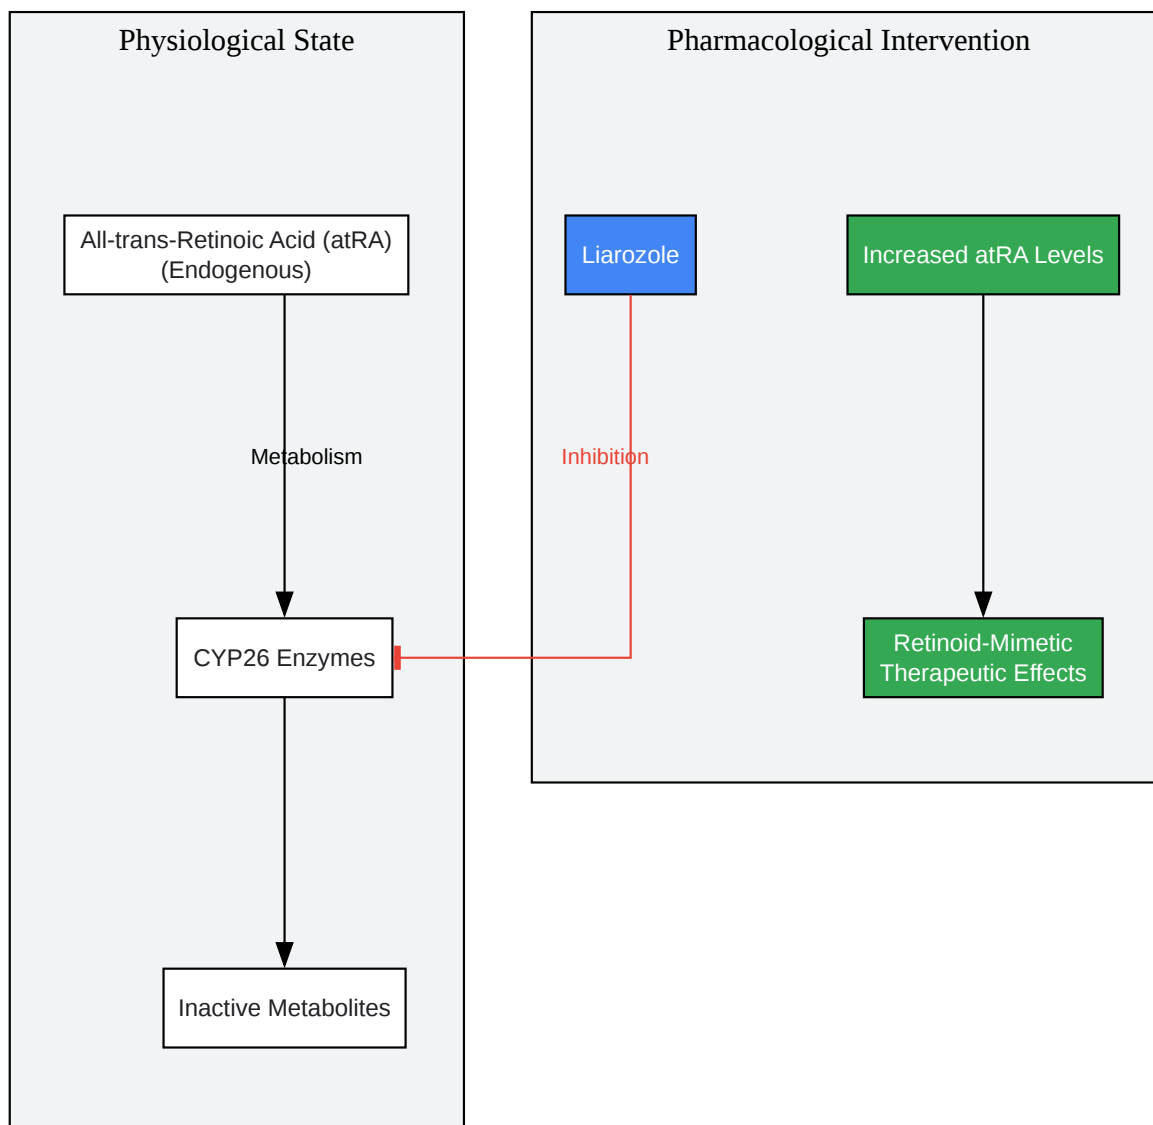 Physiological State
All-trans-Retinoic Acid (atRA)
(Endogenous)
Metabolism
CYP26 Enzymes
Inactive Metabolites
Pharmacological Intervention
Liarozole
Inhibition
Increased atRA Levels
Retinoid-Mimetic
Therapeutic Effects